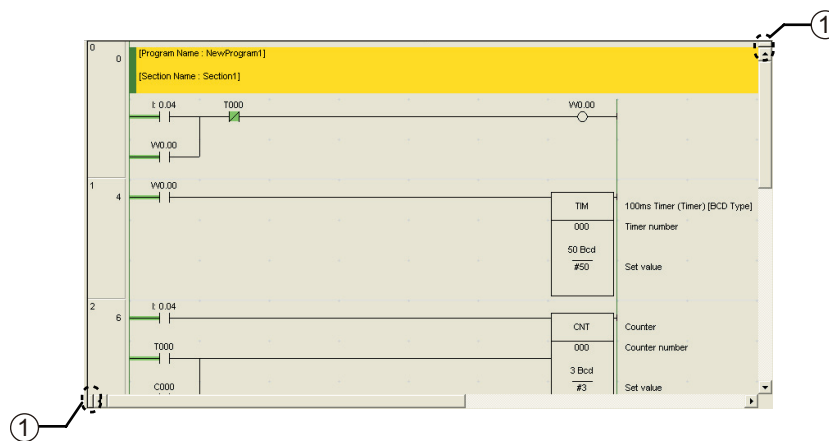 ①
0
0
[Program Name : NewProgram1]
[Section Name : Section1]
I: 0.04 T000 W0.00
W0.00
1
4
W0.00
TIM 100ms Timer (Timer) [BCD Type]
000 Timer number
50 Bcd
#50 Set value
2
6
I: 0.04
CNT Counter
T000
000 Counter number
3 Bcd
C000
#3 Set value
①